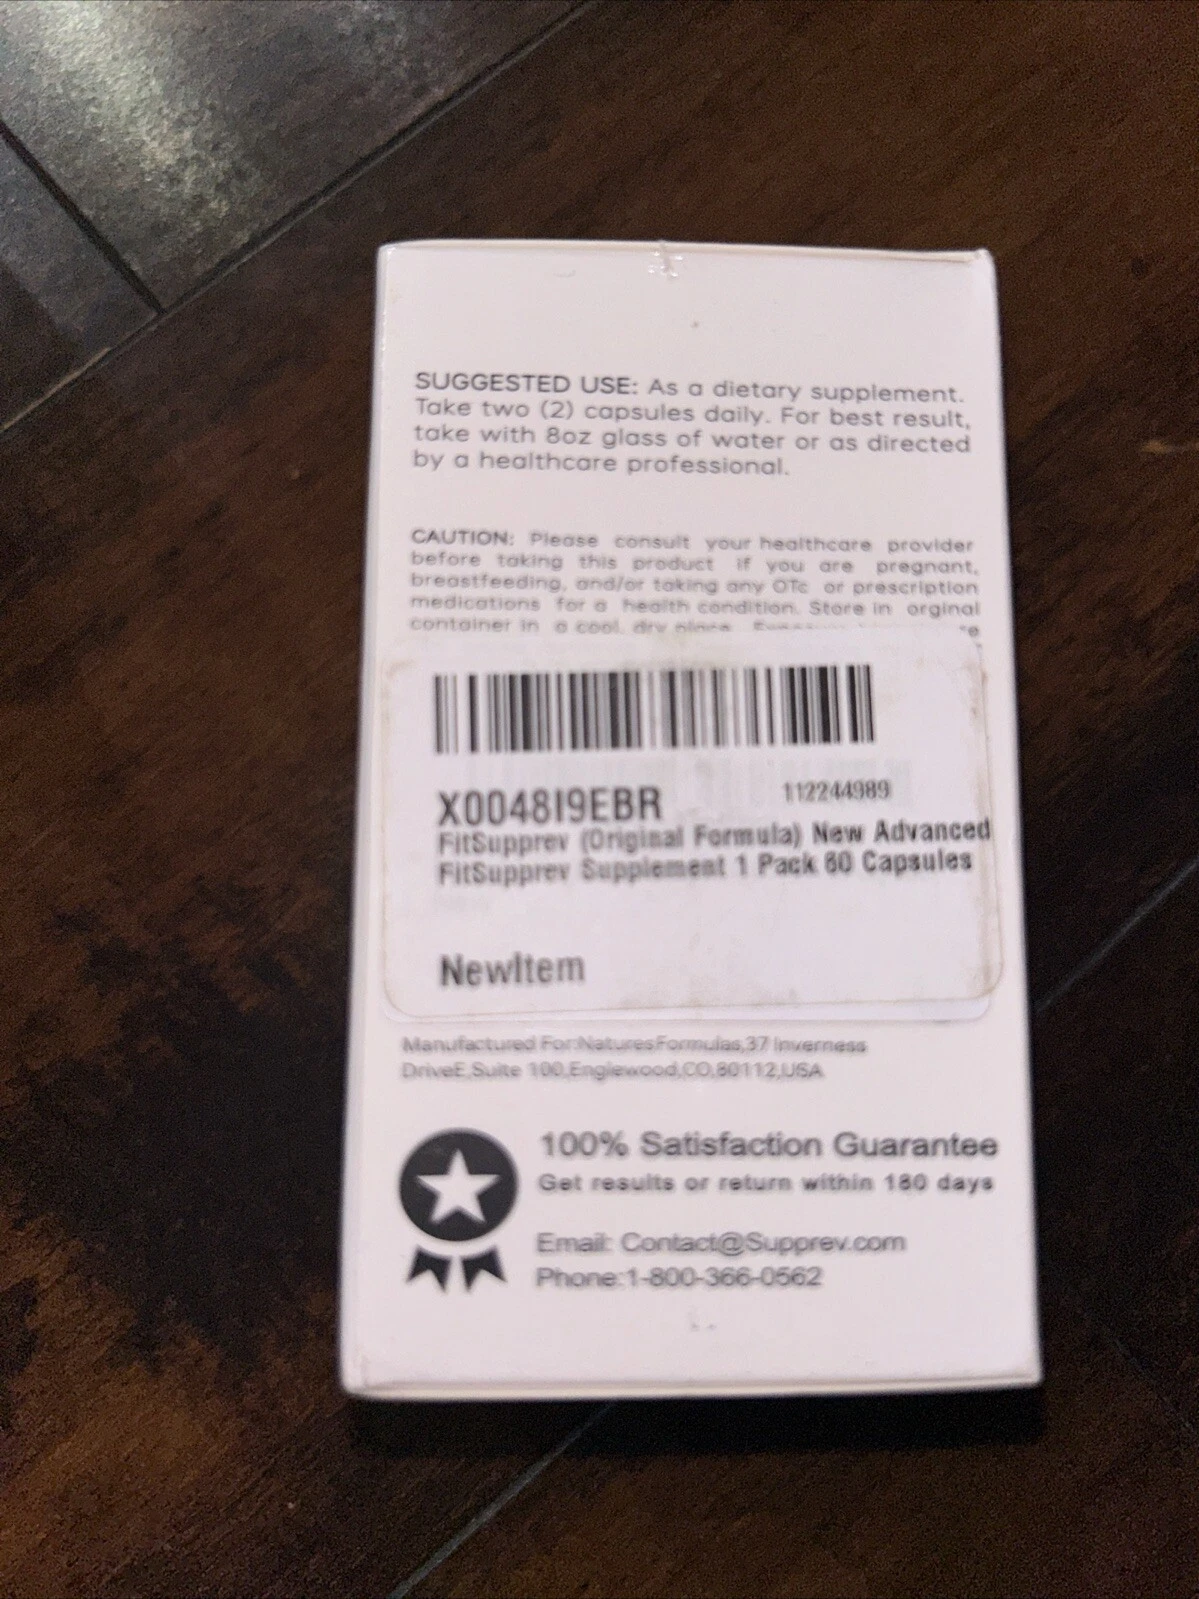 SUGGESTED USE: As a dietary supplement.
Take two (2) capsules daily. For best result,
take with 8oz glass of water or as directed
by a healthcare professional.
CAUTION: Please consult your healthcare provider
before taking this product if you are pregnant,
breastfeeding, and/or taking any OTc or prescription
medications for a health condition. Store in orginal
container in a cool, dry place.
X0048I9EBR
112244989
FitSupprev (Original Formula) New Advanced
FitSupprev Supplement 1 Pack 60 Capsules
NewItem
Manufactured For:NaturesFormulas,37 Inverness
DriveE,Suite 100,Englewood,CO,80112,USA
100% Satisfaction Guarantee
Get results or return within 180 days
Email: Contact@Supprev.com
Phone:1-800-366-0562